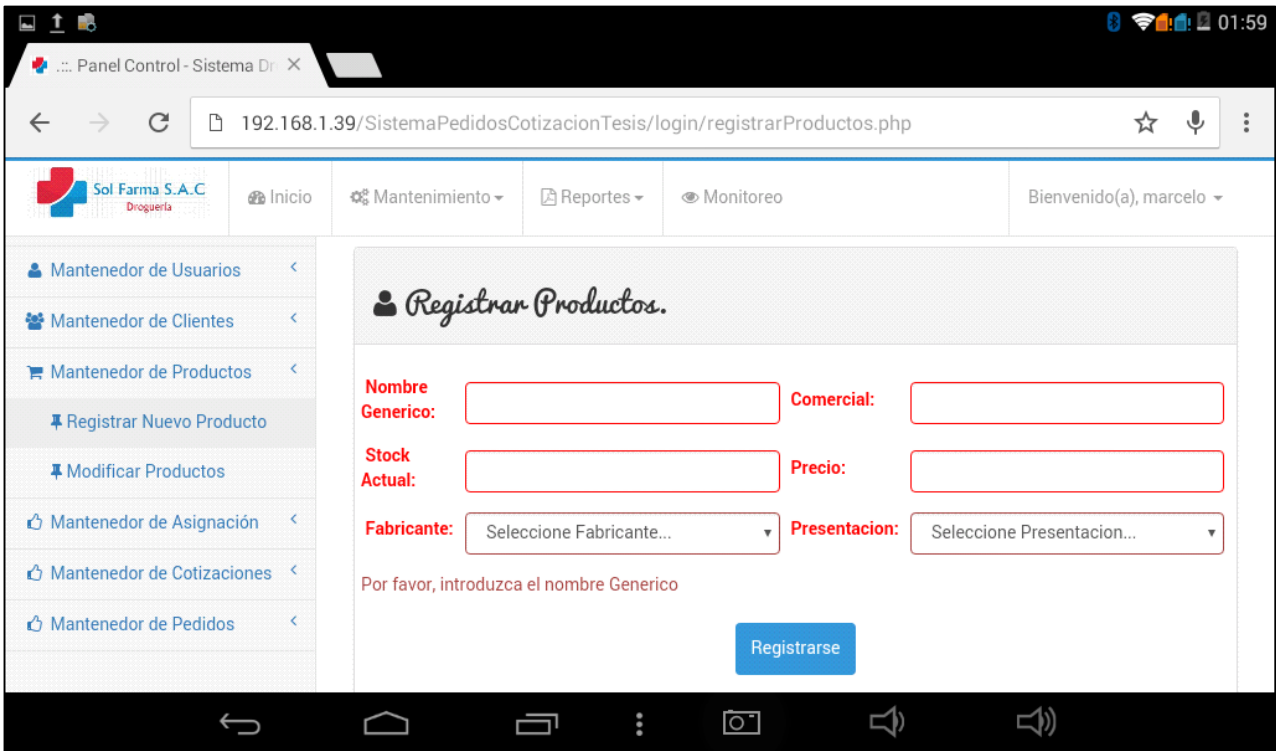 01:59
.::. Panel Control - Sistema Dr
192.168.1.39/SistemaPedidosCotizacionTesis/login/registrarProductos.php
Sol Farma S.A.C
Droguería
Inicio
Mantenimiento
Reportes
Monitoreo
Bienvenido(a), marcelo
Mantenedor de Usuarios
Mantenedor de Clientes
Mantenedor de Productos
Registrar Nuevo Producto
Modificar Productos
Mantenedor de Asignación
Mantenedor de Cotizaciones
Mantenedor de Pedidos
Registrar Productos.
Nombre
Generico:
Comercial:
Stock
Actual:
Precio:
Fabricante:
Seleccione Fabricante...
Presentacion:
Seleccione Presentacion...
Por favor, introduzca el nombre Generico
Registrarse